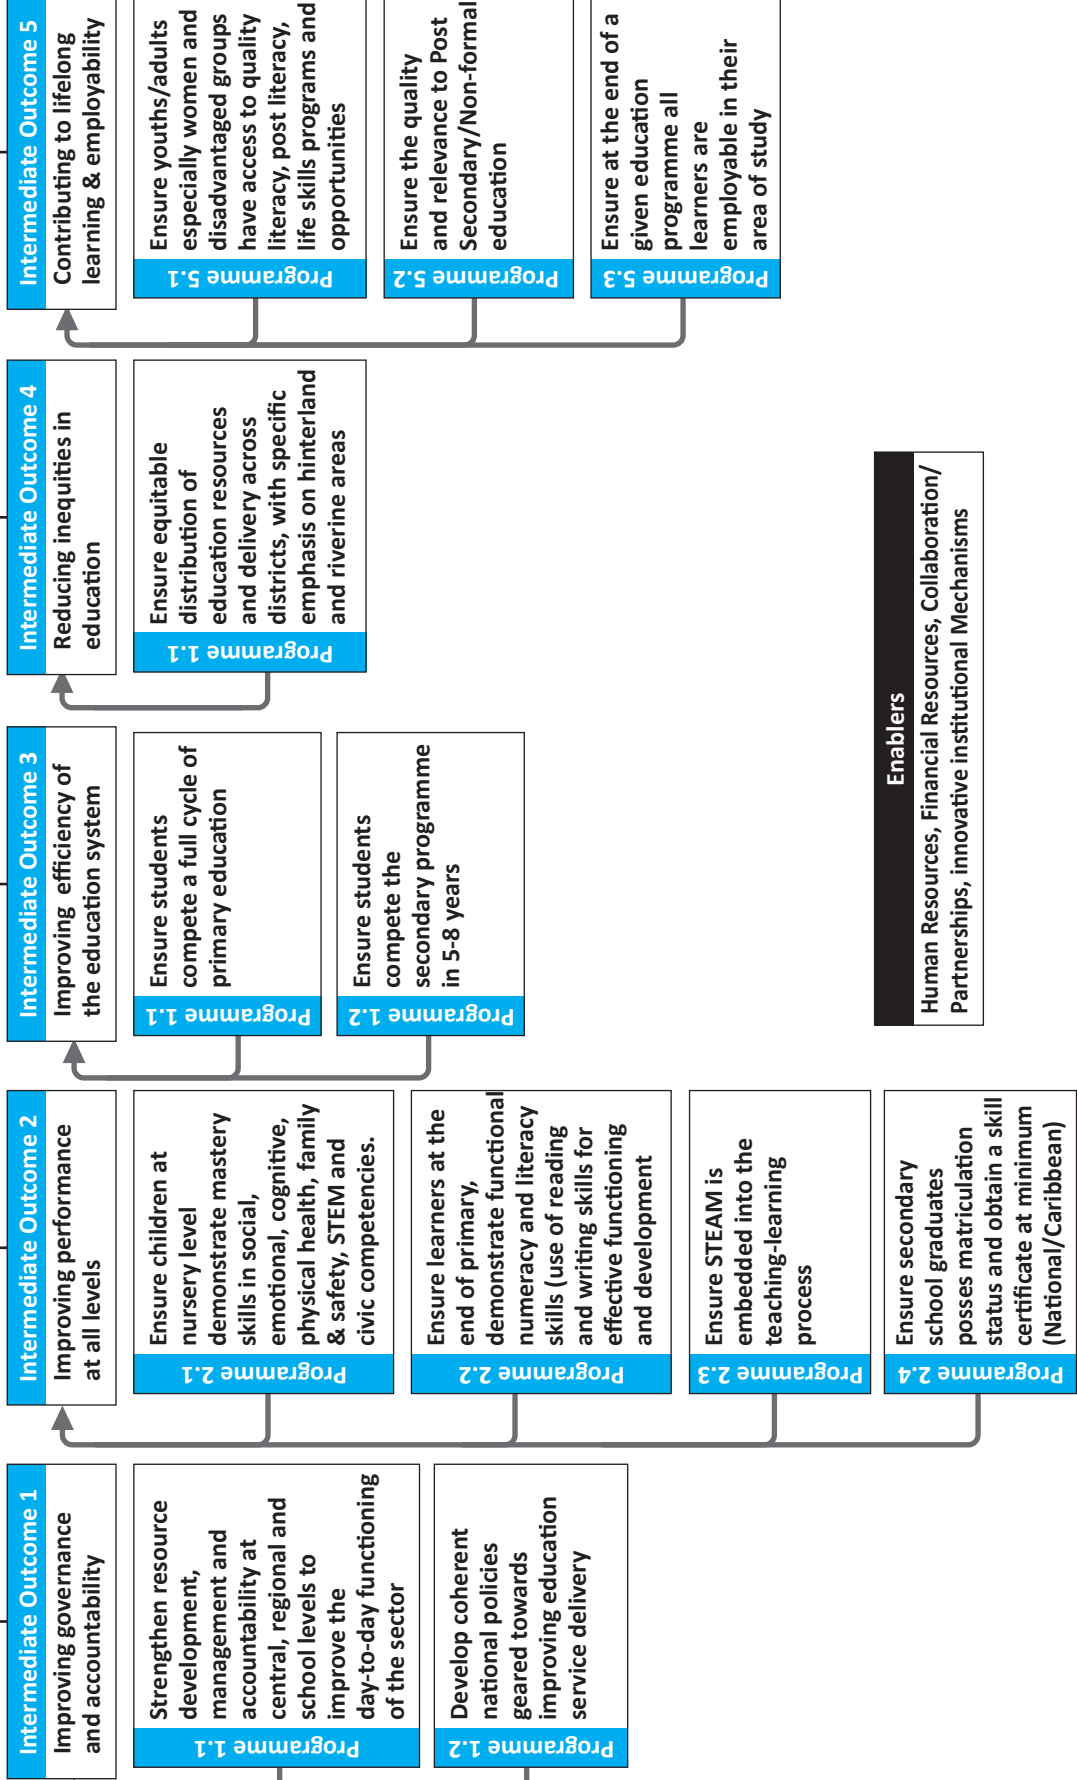 Intermediate Outcome 1
Improving governance
and accountability
Programme 1.1
Strengthen resource
development,
management and
accountability at
central, regional and
school levels to
improve the
day-to-day functioning
of the sector
Programme 1.2
Develop coherent
national policies
geared towards
improving education
service delivery
Intermediate Outcome 2
Improving performance
at all levels
Programme 2.1
Ensure children at
nursery level
demonstrate mastery
skills in social,
emotional, cognitive,
physical health, family
& safety, STEM and
civic competencies.
Programme 2.2
Ensure learners at the
end of primary,
demonstrate functional
numeracy and literacy
skills (use of reading
and writing skills for
effective functioning
and development
Programme 2.3
Ensure STEAM is
embedded into the
teaching-learning
process
Programme 2.4
Ensure secondary
school graduates
posses matriculation
status and obtain a skill
certificate at minimum
(National/Caribbean)
Intermediate Outcome 3
Improving efficiency of
the education system
Programme 1.1
Ensure students
compete a full cycle of
primary education
Programme 1.2
Ensure students
compete the
secondary programme
in 5-8 years
Intermediate Outcome 4
Reducing inequities in
education
Programme 1.1
Ensure equitable
distribution of
education resources
and delivery across
districts, with specific
emphasis on hinterland
and riverine areas
Intermediate Outcome 5
Contributing to lifelong
learning & employability
Programme 5.1
Ensure youths/adults
especially women and
disadvantaged groups
have access to quality
literacy, post literacy,
life skills programs and
opportunities
Programme 5.2
Ensure the quality
and relevance to Post
Secondary/Non-formal
education
Programme 5.3
Ensure at the end of a
given education
programme all
learners are
employable in their
area of study
Enablers
Human Resources, Financial Resources, Collaboration/
Partnerships, innovative institutional Mechanisms